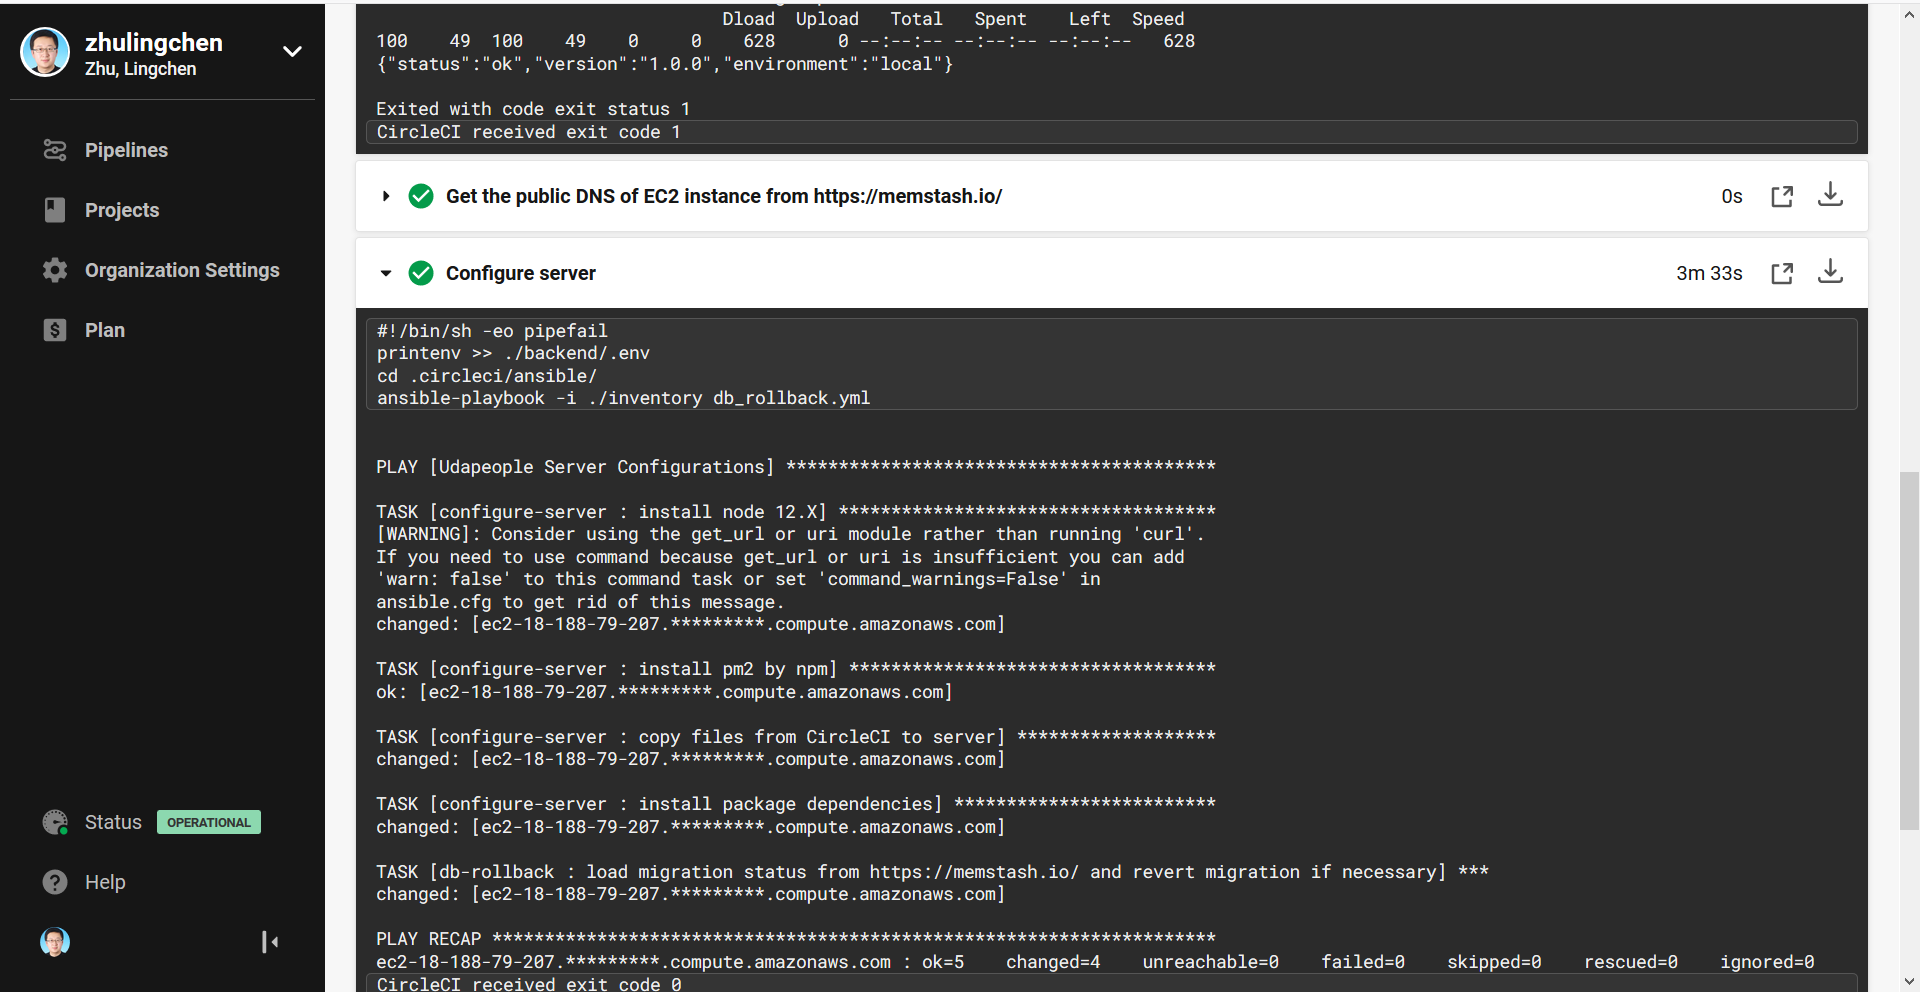 zhulingchen
Zhu, Lingchen
Pipelines
Projects
Organization Settings
Plan
Status OPERATIONAL
Help
Dload  Upload   Total   Spent    Left  Speed
100    49  100    49    0     0    628      0 --:--:-- --:--:-- --:--:--   628
{"status":"ok","version":"1.0.0","environment":"local"}
Exited with code exit status 1
CircleCI received exit code 1
Get the public DNS of EC2 instance from https://memstash.io/ 0s
Configure server 3m 33s
#!/bin/sh -eo pipefail
printenv >> ./backend/.env
cd .circleci/ansible/
ansible-playbook -i ./inventory db_rollback.yml
PLAY [Udapeople Server Configurations] *****************************************
TASK [configure-server : install node 12.X] ************************************
[WARNING]: Consider using the get_url or uri module rather than running 'curl'.
If you need to use command because get_url or uri is insufficient you can add
'warn: false' to this command task or set 'command_warnings=False' in
ansible.cfg to get rid of this message.
changed: [ec2-18-188-79-207.*********.compute.amazonaws.com]
TASK [configure-server : install pm2 by npm] ***********************************
ok: [ec2-18-188-79-207.*********.compute.amazonaws.com]
TASK [configure-server : copy files from CircleCI to server] *******************
changed: [ec2-18-188-79-207.*********.compute.amazonaws.com]
TASK [configure-server : install package dependencies] *************************
changed: [ec2-18-188-79-207.*********.compute.amazonaws.com]
TASK [db-rollback : load migration status from https://memstash.io/ and revert migration if necessary] ***
changed: [ec2-18-188-79-207.*********.compute.amazonaws.com]
PLAY RECAP *********************************************************************
ec2-18-188-79-207.*********.compute.amazonaws.com : ok=5    changed=4    unreachable=0    failed=0    skipped=0    rescued=0    ignored=0
CircleCI received exit code 0